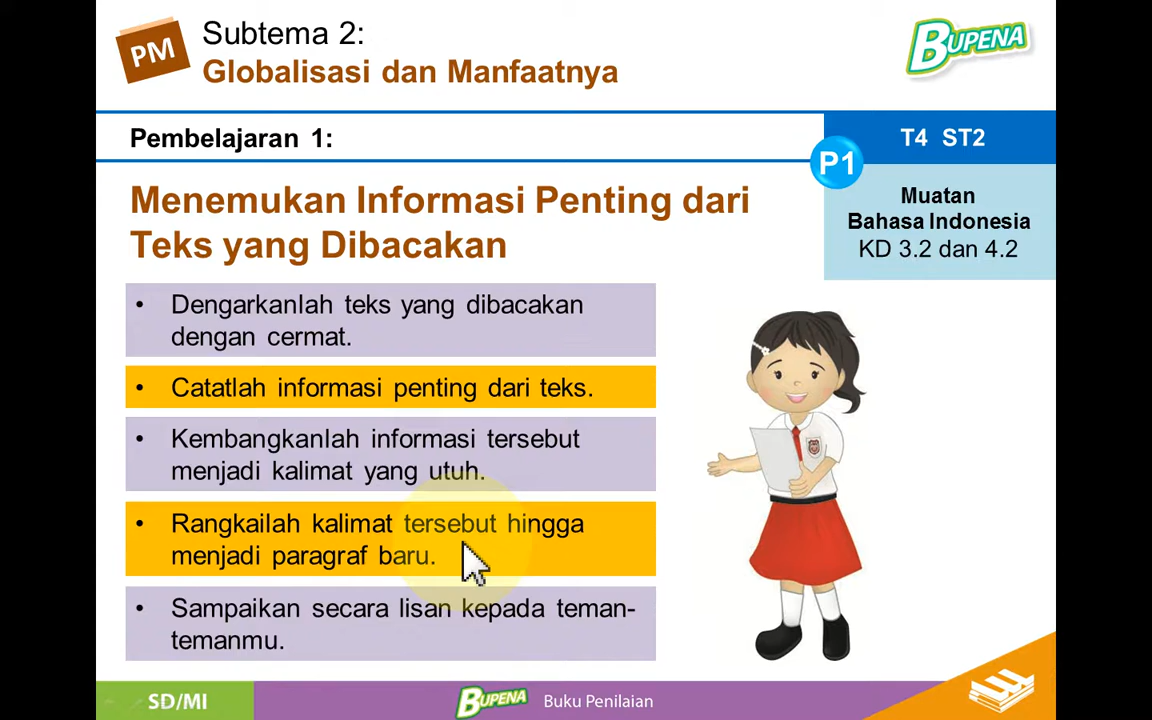 PM
Subtema 2:
Globalisasi dan Manfaatnya
BUPENA
Pembelajaran 1:
P1
T4 ST2
Muatan
Bahasa Indonesia
KD 3.2 dan 4.2
Menemukan Informasi Penting dari
Teks yang Dibacakan
• Dengarkanlah teks yang dibacakan
dengan cermat.
• Catatlah informasi penting dari teks.
• Kembangkanlah informasi tersebut
menjadi kalimat yang utuh.
• Rangkailah kalimat tersebut hingga
menjadi paragraf baru.
• Sampaikan secara lisan kepada teman-
temanmu.
SD/MI
BUPENA
Buku Penilaian